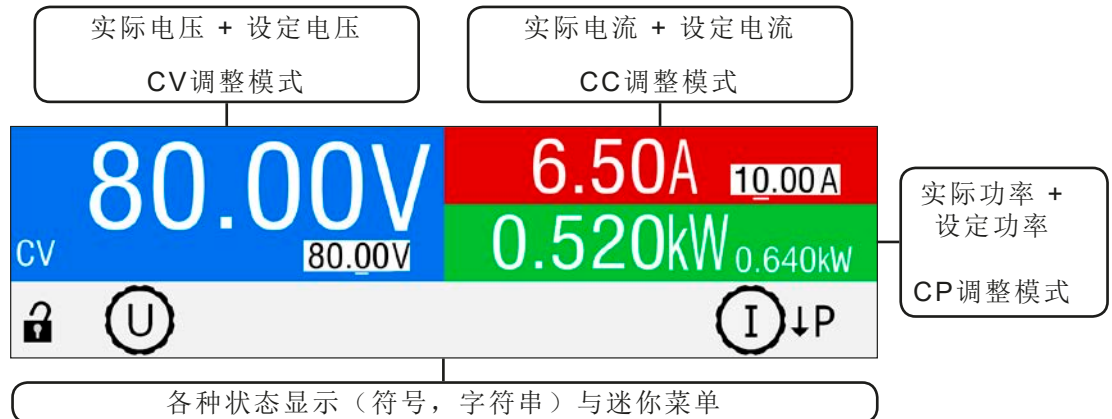 实际电压 + 设定电压
CV调整模式
实际电流 + 设定电流
CC调整模式
80.00V
CV
80.00V
6.50A
10.00A
0.520kW
0.640kW
实际功率 +
设定功率
CP调整模式
U
I
↓P
各种状态显示（符号，字符串）与迷你菜单